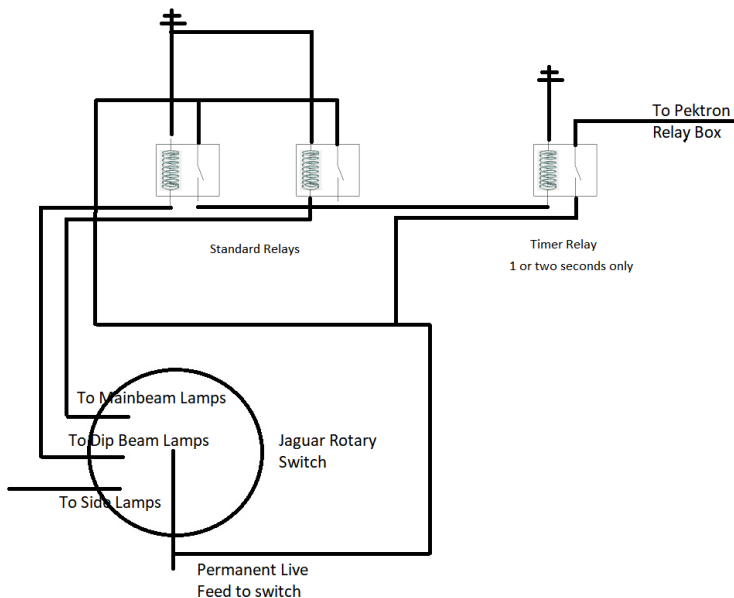 To Pektron
Relay Box
Standard Relays
Timer Relay
1 or two seconds only
To Mainbeam Lamps
To Dip Beam Lamps
Jaguar Rotary
Switch
To Side Lamps
Permanent Live
Feed to switch